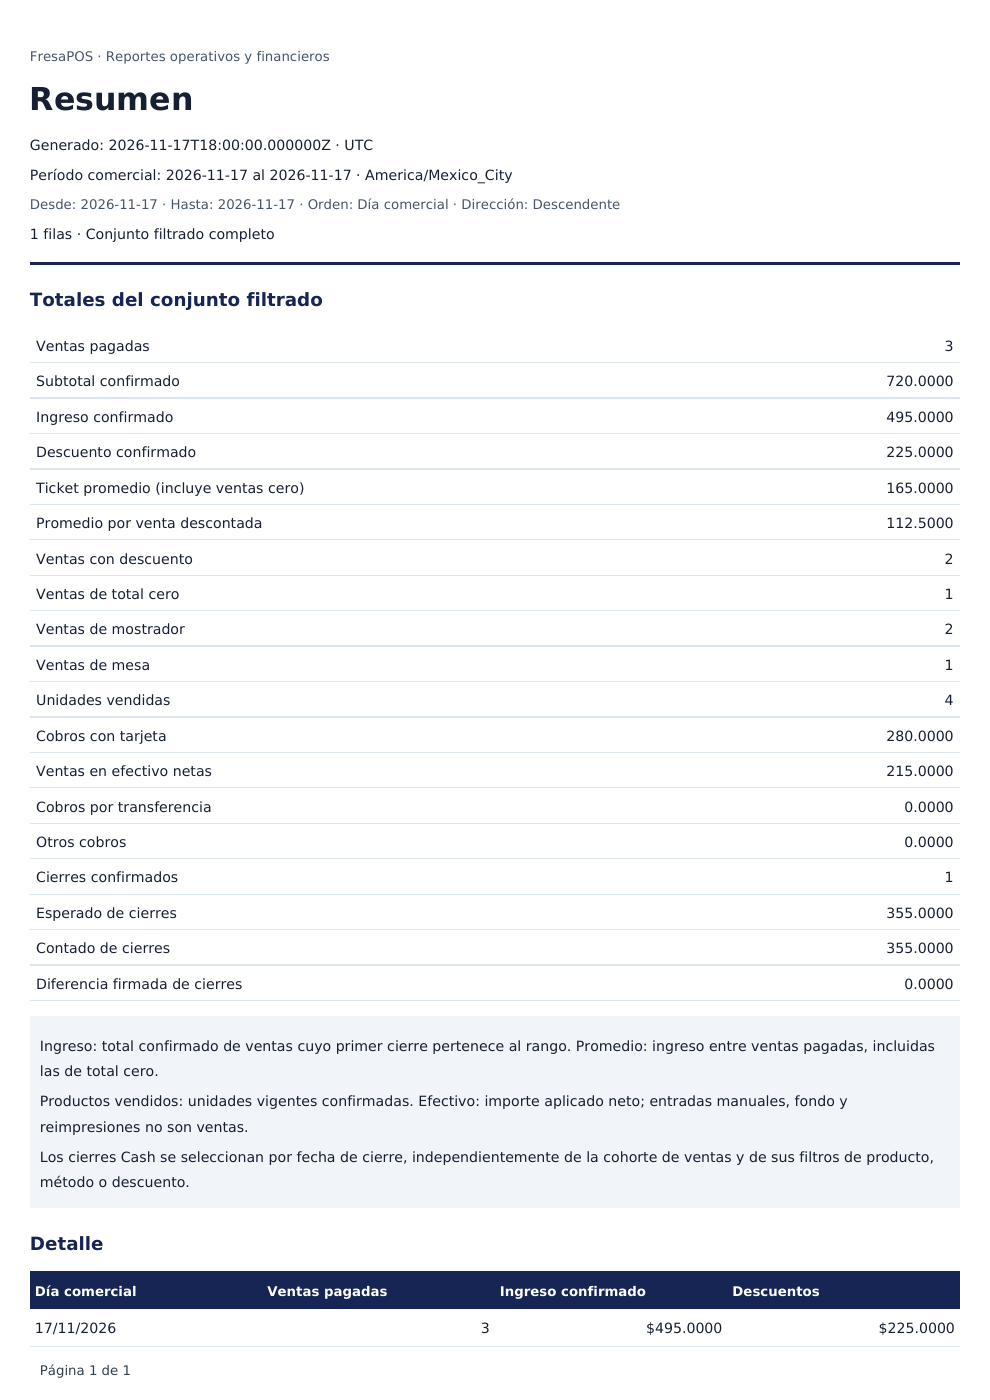 FresaPOS · Reportes operativos y financieros
Resumen
Generado: 2026-11-17T18:00:00.000000Z · UTC
Período comercial: 2026-11-17 al 2026-11-17 · America/Mexico_City
Desde: 2026-11-17 · Hasta: 2026-11-17 · Orden: Día comercial · Dirección: Descendente
1 filas · Conjunto filtrado completo
Totales del conjunto filtrado
Ventas pagadas 3
Subtotal confirmado 720.0000
Ingreso confirmado 495.0000
Descuento confirmado 225.0000
Ticket promedio (incluye ventas cero) 165.0000
Promedio por venta descontada 112.5000
Ventas con descuento 2
Ventas de total cero 1
Ventas de mostrador 2
Ventas de mesa 1
Unidades vendidas 4
Cobros con tarjeta 280.0000
Ventas en efectivo netas 215.0000
Cobros por transferencia 0.0000
Otros cobros 0.0000
Cierres confirmados 1
Esperado de cierres 355.0000
Contado de cierres 355.0000
Diferencia firmada de cierres 0.0000
Ingreso: total confirmado de ventas cuyo primer cierre pertenece al rango. Promedio: ingreso entre ventas pagadas, incluidas
las de total cero.
Productos vendidos: unidades vigentes confirmadas. Efectivo: importe aplicado neto; entradas manuales, fondo y
reimpresiones no son ventas.
Los cierres Cash se seleccionan por fecha de cierre, independientemente de la cohorte de ventas y de sus filtros de producto,
método o descuento.
Detalle
Día comercial Ventas pagadas Ingreso confirmado Descuentos
17/11/2026 3 $495.0000 $225.0000
Página 1 de 1